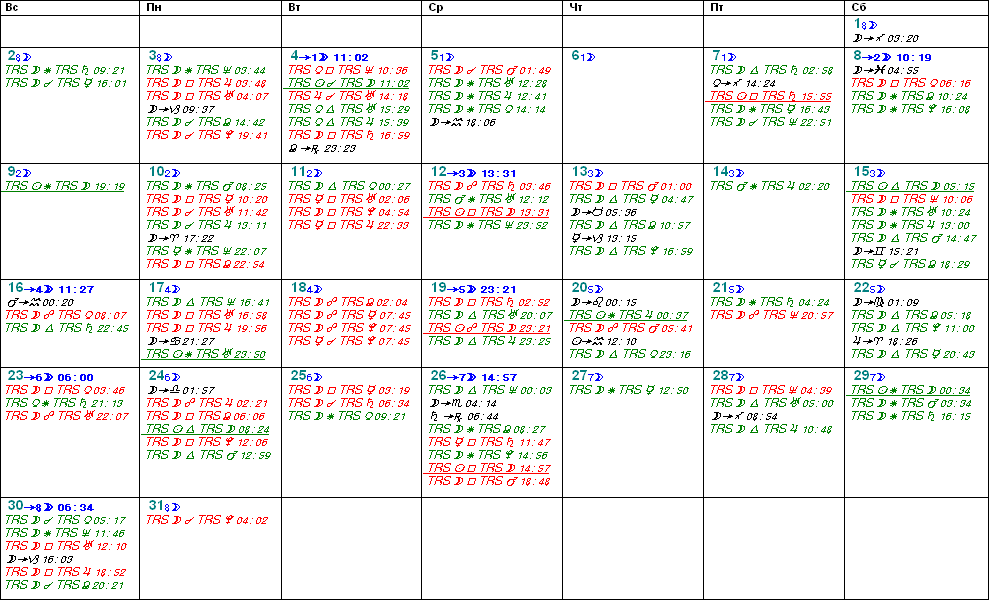 Вс Пн Вт Ср Чт Пт Сб
1 8☽
☽→♐ 03:20
2 8☽
TRS ☽ ⚹ TRS ♄ 09:21
TRS ☽ ☌ TRS ☿ 16:01
3 8☽
TRS ☽ ⚹ TRS ♆ 03:44
TRS ☽ □ TRS ♃ 03:48
TRS ☽ □ TRS ♅ 04:07
☽→♑ 09:37
TRS ☽ ☌ TRS ☊ 14:42
TRS ☽ ☌ TRS ♇ 19:41
4→1☽ 11:02
TRS ♀ □ TRS ♆ 10:36
TRS ☉ ☌ TRS ☽ 11:02
TRS ♃ ☌ TRS ♅ 14:18
TRS ♀ △ TRS ♅ 15:29
TRS ♀ △ TRS ♃ 15:39
TRS ☽ □ TRS ♄ 16:59
☊→℞ 23:23
5 1☽
TRS ☽ ☌ TRS ♂ 01:49
TRS ☽ ⚹ TRS ♅ 12:28
TRS ☽ ⚹ TRS ♃ 12:41
TRS ☽ ⚹ TRS ♀ 14:14
☽→♒ 18:06
6 1☽
7 1☽
TRS ☽ △ TRS ♄ 02:58
♀→♐ 14:24
TRS ☉ □ TRS ♄ 15:55
TRS ☽ ⚹ TRS ☿ 16:43
TRS ☽ ☌ TRS ♆ 22:51
8→2☽ 10:19
☽→♓ 04:55
TRS ☽ □ TRS ♀ 06:16
TRS ☽ ⚹ TRS ☊ 10:24
TRS ☽ ⚹ TRS ♇ 16:08
9 2☽
TRS ☉ ⚹ TRS ☽ 19:19
10 2☽
TRS ☽ ⚹ TRS ♂ 08:25
TRS ☽ □ TRS ☿ 10:20
TRS ☽ ☌ TRS ♅ 11:42
TRS ☽ ☌ TRS ♃ 13:11
☽→♈ 17:22
TRS ☿ ⚹ TRS ♅ 22:07
TRS ☽ □ TRS ☊ 22:54
11 2☽
TRS ☽ △ TRS ♀ 00:27
TRS ☿ □ TRS ♅ 02:06
TRS ☽ □ TRS ♇ 04:54
TRS ☿ □ TRS ♃ 22:33
12→3☽ 13:31
TRS ☽ ☍ TRS ♄ 03:46
TRS ♂ ⚹ TRS ♅ 12:12
TRS ☉ □ TRS ☽ 13:31
TRS ☽ ⚹ TRS ♆ 23:52
13 3☽
TRS ☽ □ TRS ♂ 01:00
TRS ☽ △ TRS ☿ 04:47
☽→♉ 05:36
TRS ☽ △ TRS ☊ 10:57
☿→♑ 13:15
TRS ☽ △ TRS ♇ 16:59
14 3☽
TRS ♂ ⚹ TRS ♃ 02:20
15 3☽
TRS ☉ △ TRS ☽ 05:15
TRS ☽ □ TRS ♆ 10:06
TRS ☽ ⚹ TRS ♅ 10:24
TRS ☽ ⚹ TRS ♃ 13:00
TRS ☽ △ TRS ♂ 14:47
☽→♊ 15:21
TRS ☿ ☌ TRS ☊ 18:29
16→4☽ 11:27
♂→♒ 00:20
TRS ☽ ☍ TRS ♀ 08:07
TRS ☽ △ TRS ♄ 22:45
17 4☽
TRS ☽ △ TRS ♆ 16:41
TRS ☽ □ TRS ♅ 16:58
TRS ☽ □ TRS ♃ 19:56
☽→♋ 21:27
TRS ☉ ⚹ TRS ♅ 23:50
18 4☽
TRS ☽ ☍ TRS ☊ 02:04
TRS ☽ ☍ TRS ☿ 07:45
TRS ☽ ☍ TRS ♇ 07:45
TRS ☿ ☌ TRS ♇ 07:45
19→5☽ 23:21
TRS ☽ □ TRS ♄ 02:52
TRS ☽ △ TRS ♅ 20:07
TRS ☉ ☍ TRS ☽ 23:21
TRS ☽ △ TRS ♃ 23:25
20 5☽
☽→♌ 00:15
TRS ☉ ⚹ TRS ♃ 00:37
TRS ☽ ☍ TRS ♂ 05:41
☉→♒ 12:10
TRS ☽ △ TRS ♀ 23:16
21 5☽
TRS ☽ ⚹ TRS ♄ 04:24
TRS ☽ ☍ TRS ♆ 20:57
22 5☽
☽→♍ 01:09
TRS ☽ △ TRS ☊ 05:18
TRS ☽ △ TRS ♇ 11:00
♃→♈ 18:26
TRS ☽ △ TRS ☿ 20:43
23→6☽ 06:00
TRS ☽ □ TRS ♀ 03:46
TRS ♀ ⚹ TRS ♄ 21:13
TRS ☽ ☍ TRS ♅ 22:07
24 6☽
☽→♎ 01:57
TRS ☽ ☍ TRS ♃ 02:21
TRS ☽ □ TRS ☊ 06:06
TRS ☉ △ TRS ☽ 08:24
TRS ☽ □ TRS ♇ 12:06
TRS ☽ △ TRS ♂ 12:59
25 6☽
TRS ☽ □ TRS ☿ 03:19
TRS ☽ ☌ TRS ♄ 06:34
TRS ☽ ⚹ TRS ♀ 09:21
26→7☽ 14:57
TRS ☽ △ TRS ♆ 00:03
☽→♏ 04:14
♄→℞ 06:44
TRS ☽ ⚹ TRS ☊ 08:27
TRS ☿ □ TRS ♄ 11:47
TRS ☽ ⚹ TRS ♇ 14:56
TRS ☉ □ TRS ☽ 14:57
TRS ☽ □ TRS ♂ 18:48
27 7☽
TRS ☽ ⚹ TRS ☿ 12:50
28 7☽
TRS ☽ □ TRS ♆ 04:39
TRS ☽ △ TRS ♅ 05:00
☽→♐ 08:54
TRS ☽ △ TRS ♃ 10:48
29 7☽
TRS ☉ ⚹ TRS ☽ 00:34
TRS ☽ ⚹ TRS ♂ 03:34
TRS ☽ ⚹ TRS ♄ 16:15
30→8☽ 06:34
TRS ☽ ☌ TRS ♀ 05:17
TRS ☽ ⚹ TRS ♆ 11:46
TRS ☽ □ TRS ♅ 12:10
☽→♑ 16:03
TRS ☽ □ TRS ♃ 18:52
TRS ☽ ☌ TRS ☊ 20:21
31 8☽
TRS ☽ ☌ TRS ♇ 04:02